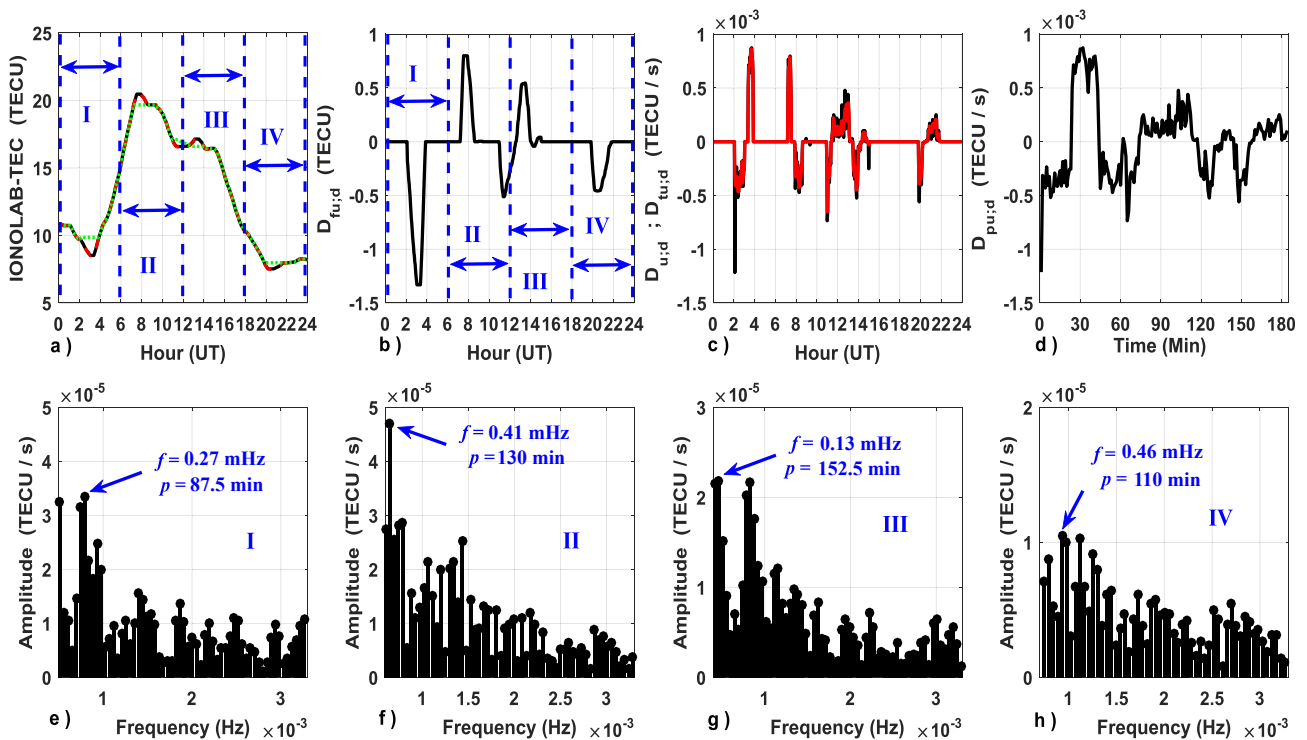 IONOLAB-TEC (TECU)
25
20
15
10
5
I
II
III
IV
0 2 4 6 8 10 12 14 16 18 20 22 24
a )
Hour (UT)
D_fu;d (TECU)
1
0.5
0
-0.5
-1
-1.5
I
II
III
IV
0 2 4 6 8 10 12 14 16 18 20 22 24
b )
Hour (UT)
D_u;d ; D_tu;d (TECU / s)
×10^-3
1
0.5
0
-0.5
-1
-1.5
0 2 4 6 8 10 12 14 16 18 20 22 24
c )
Hour (UT)
D_pu;d (TECU / s)
×10^-3
1
0.5
0
-0.5
-1
-1.5
0 30 60 90 120 150 180
d )
Time (Min)
Amplitude (TECU / s)
×10^-5
5
4
3
2
1
0
f = 0.27 mHz
p = 87.5 min
I
1 2 3
e )
Frequency (Hz) ×10^-3
Amplitude (TECU / s)
×10^-5
5
4
3
2
1
0
f = 0.41 mHz
p = 130 min
II
1 1.5 2 2.5 3
f )
Frequency (Hz) ×10^-3
Amplitude (TECU / s)
×10^-5
3
2
1
0
f = 0.13 mHz
p = 152.5 min
III
1 2 3
g )
Frequency (Hz) ×10^-3
Amplitude (TECU / s)
×10^-5
2
1
0
f = 0.46 mHz
p = 110 min
IV
1 1.5 2 2.5 3
h )
Frequency (Hz) ×10^-3